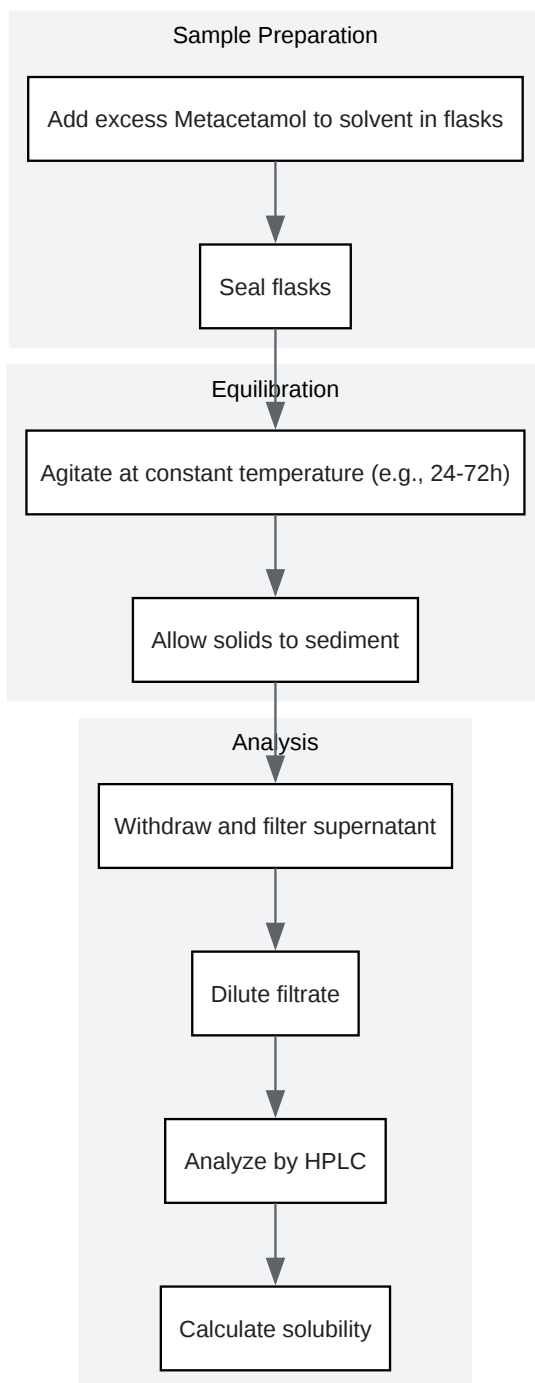 Sample Preparation
Add excess Metacetamol to solvent in flasks
Seal flasks
Equilibration
Agitate at constant temperature (e.g., 24-72h)
Allow solids to sediment
Analysis
Withdraw and filter supernatant
Dilute filtrate
Analyze by HPLC
Calculate solubility